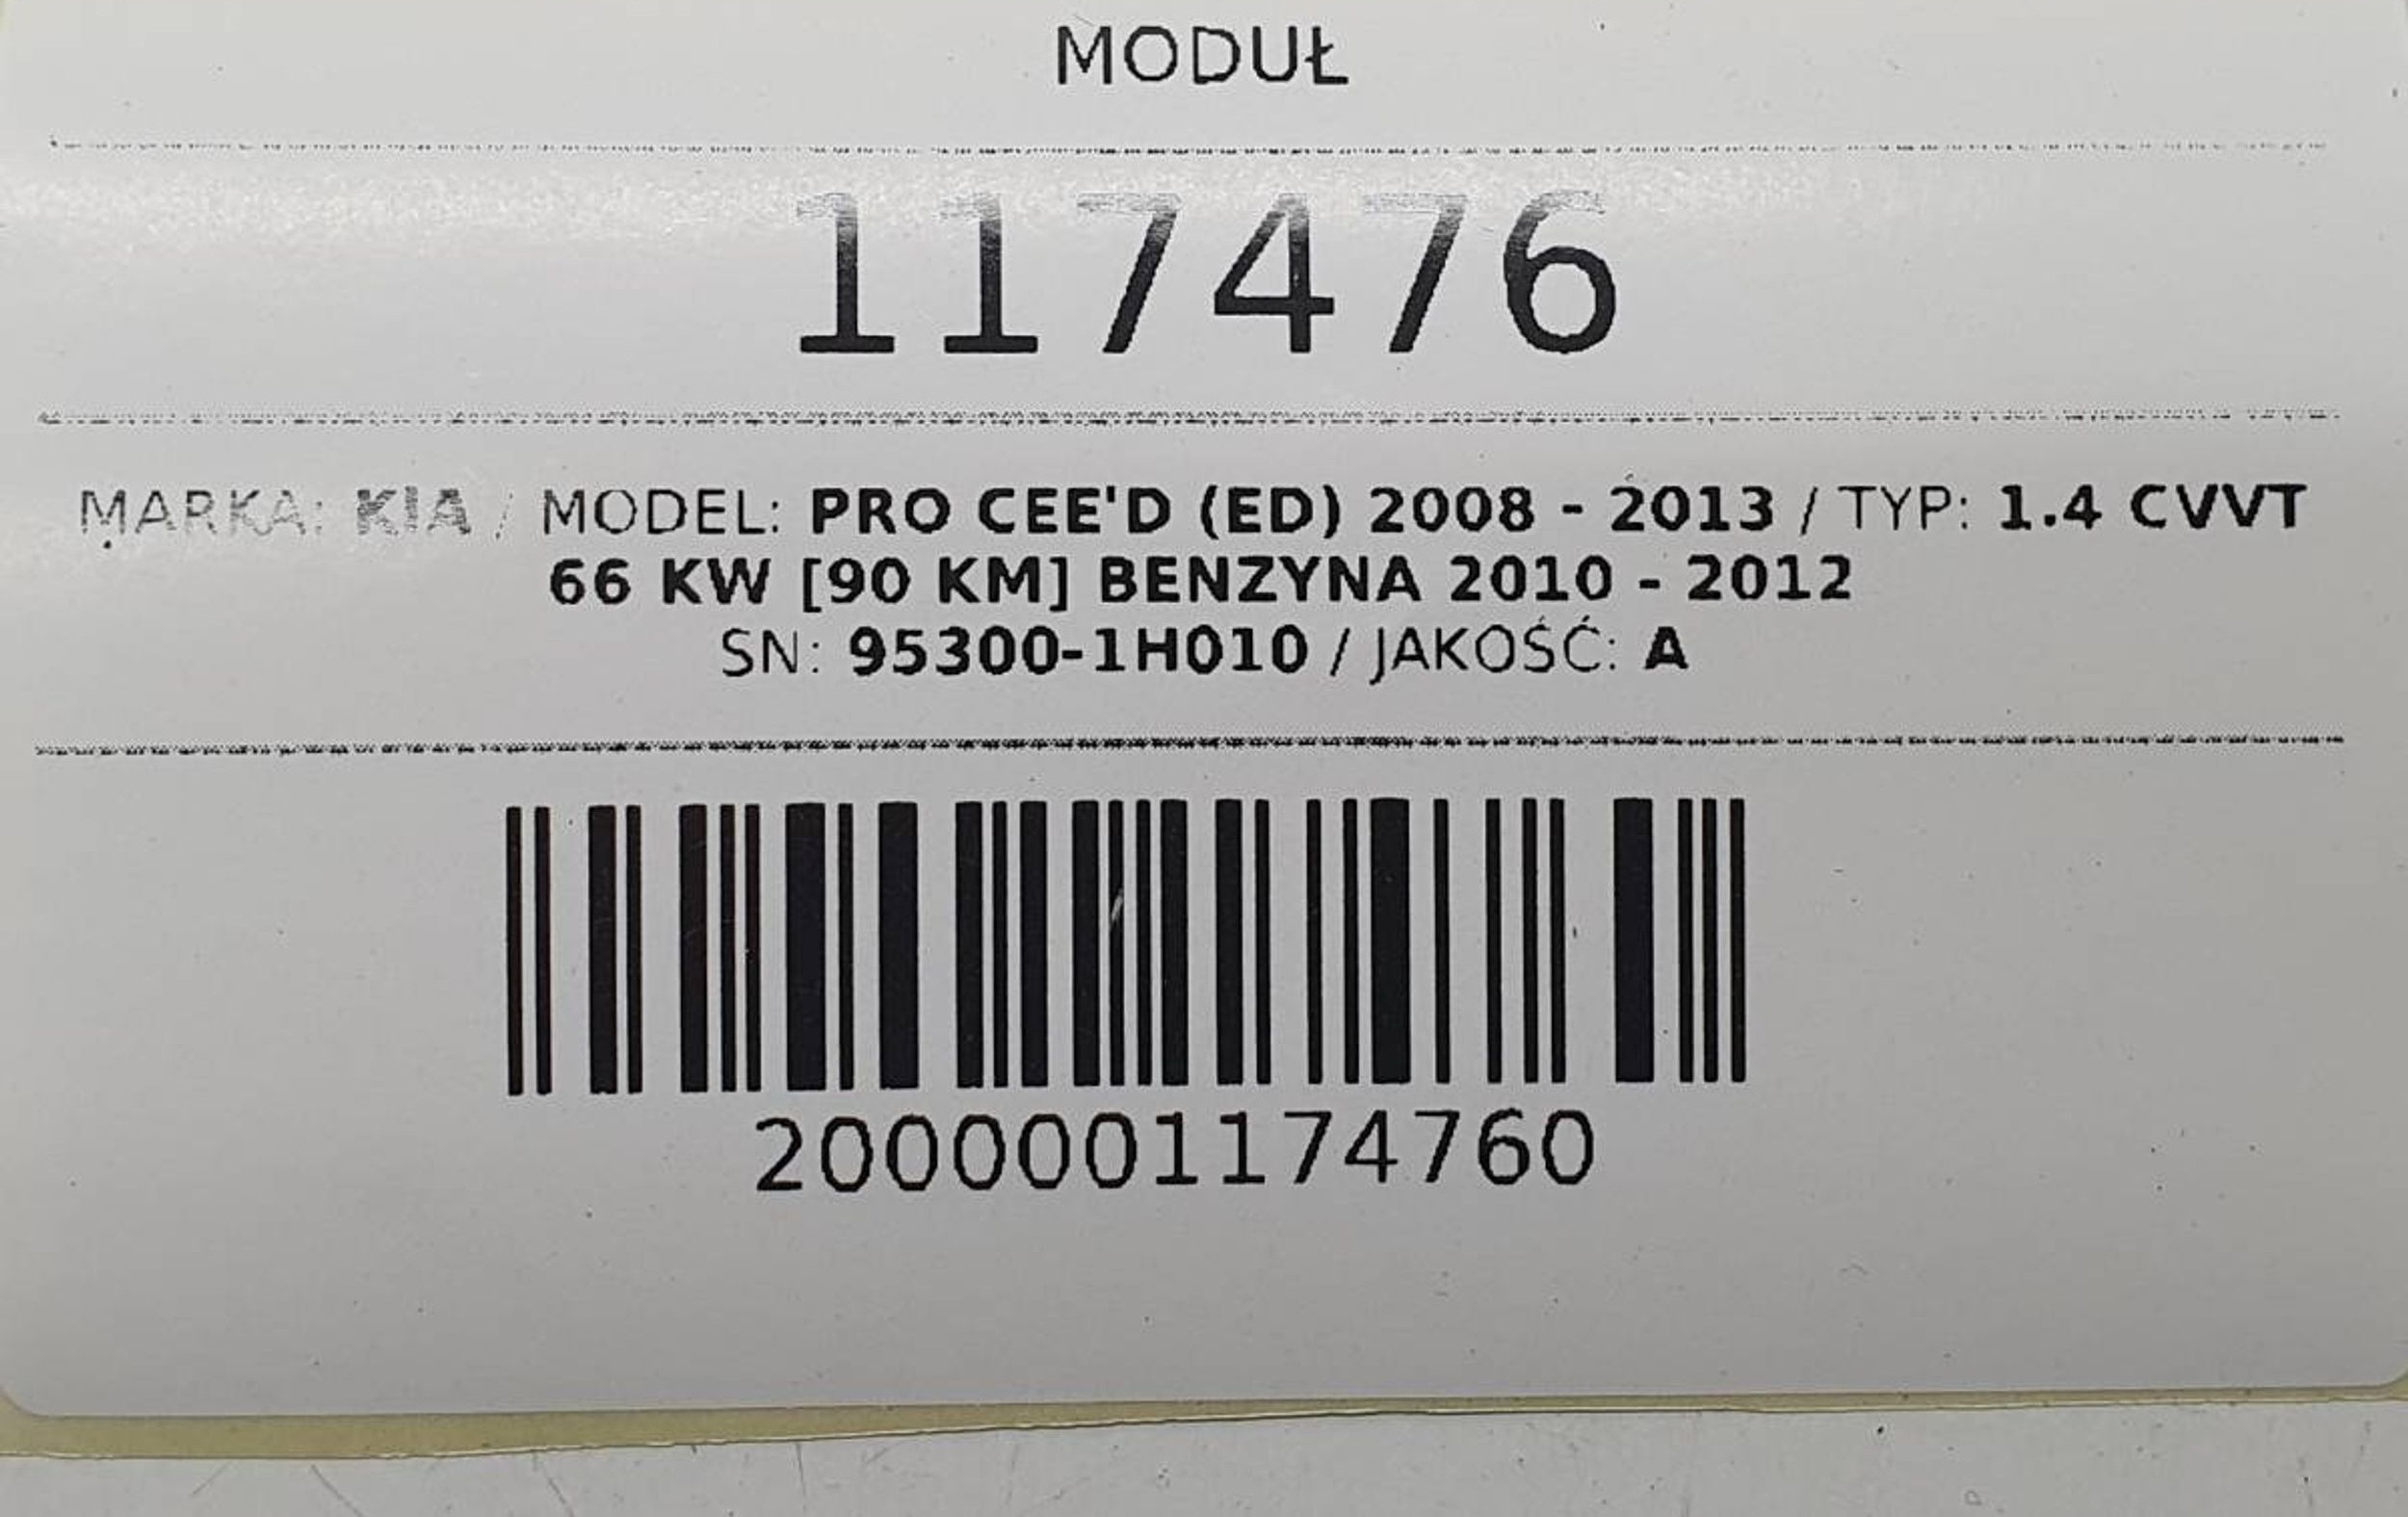 MODUŁ
117476
MARKA: KIA / MODEL: PRO CEE'D (ED) 2008 - 2013 / TYP: 1.4 CVVT
66 KW [90 KM] BENZYNA 2010 - 2012
SN: 95300-1H010 / JAKOŚĆ: A
2000001174760